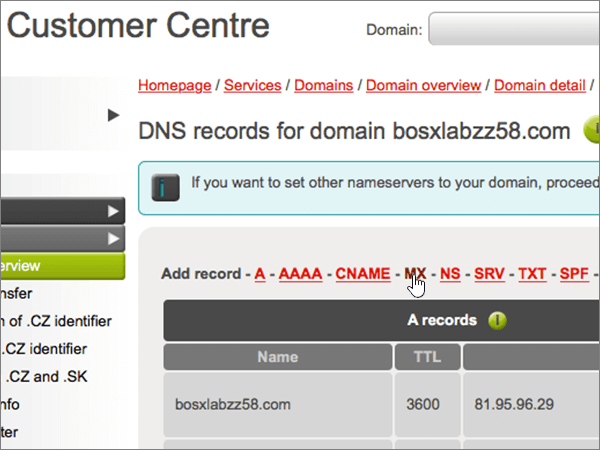 Customer Centre
Domain:
Homepage / Services / Domains / Domain overview / Domain detail /
DNS records for domain bosxlabzz58.com
i
If you want to set other nameservers to your domain, proceed
Add record - A - AAAA - CNAME - MX - NS - SRV - TXT - SPF -
erview
nsfer
n of .CZ identifier
.CZ identifier
.CZ and .SK
nfo
ter
A records
Name TTL
bosxlabzz58.com 3600 81.95.96.29